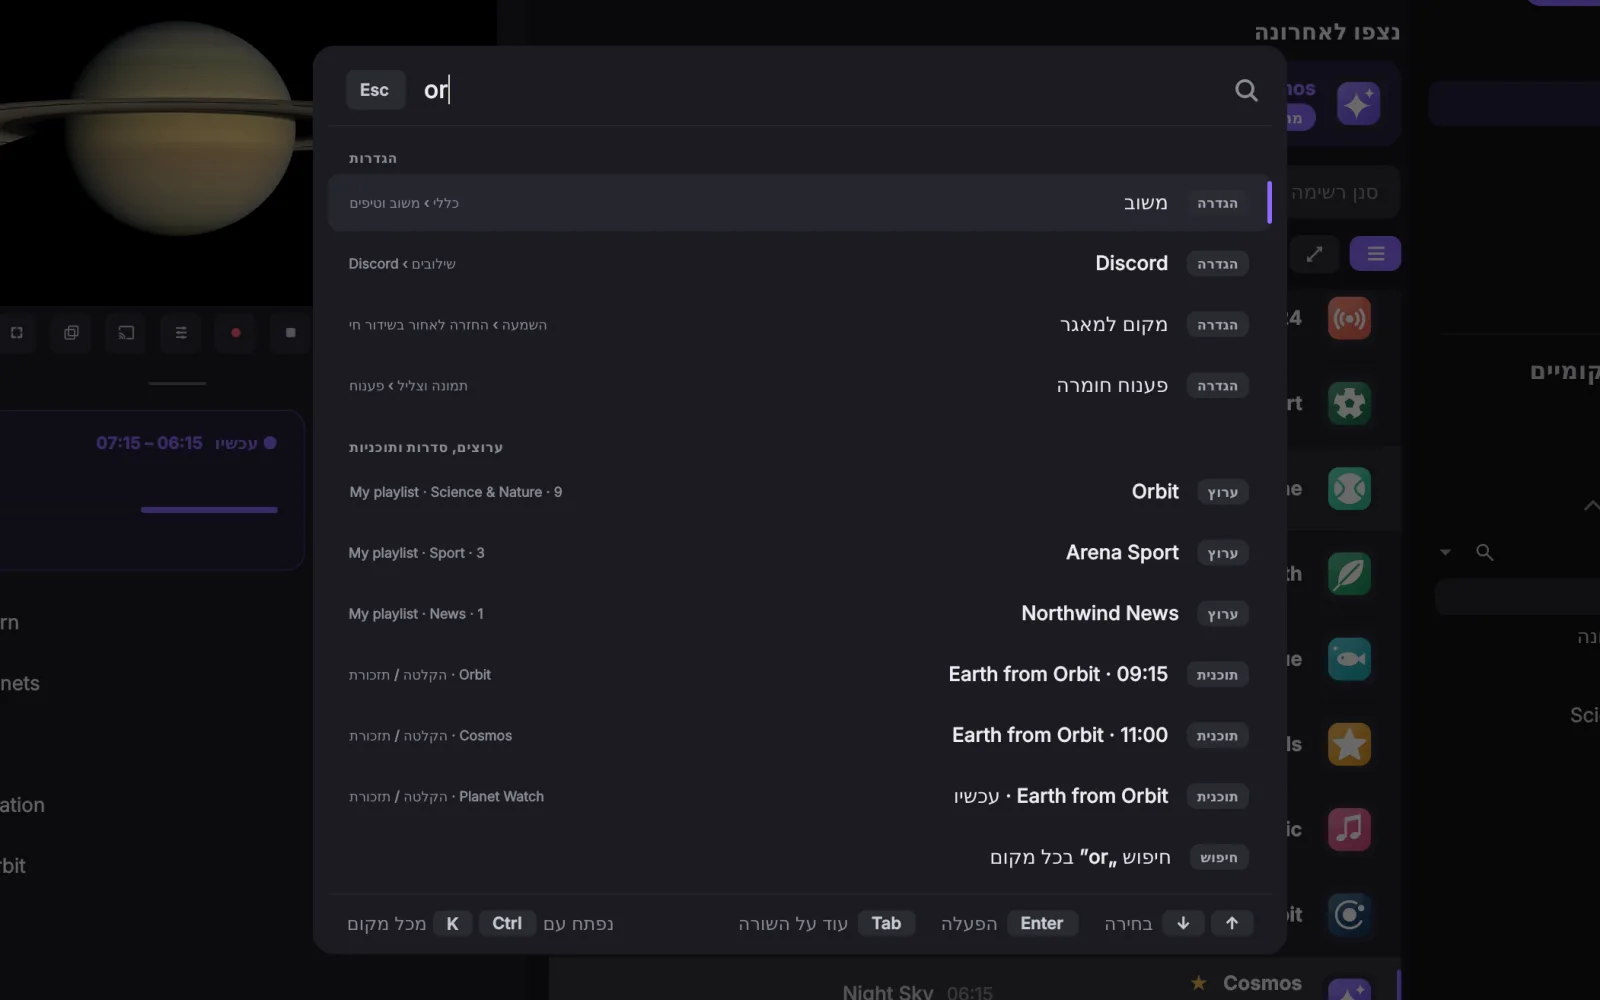 נצפו לאחרונה
Esc
or
סנן רשימה
הגדרות
הגדרה
משוב
כללי › משוב וטיפים
הגדרה
Discord
שילובים › Discord
הגדרה
מקום למאגר
השמעה › החזרה לאחור בשידור חי
הגדרה
פענוח חומרה
תמונה וצליל › פענוח
ערוצים, סדרות ותוכניות
ערוץ
Orbit
My playlist · Science & Nature · 9
ערוץ
Arena Sport
My playlist · Sport · 3
ערוץ
Northwind News
My playlist · News · 1
תוכנית
Earth from Orbit · 09:15
Orbit · הקלטה / תזכורת
תוכנית
Earth from Orbit · 11:00
Cosmos · הקלטה / תזכורת
תוכנית
Earth from Orbit · עכשיו
Planet Watch · הקלטה / תזכורת
חיפוש
חיפוש „or” בכל מקום
↑ ↓ בחירה
Enter הפעלה
Tab עוד על השורה
נפתח עם Ctrl K מכל מקום
עכשיו 06:15 – 07:15
Cosmos
Night Sky 06:15